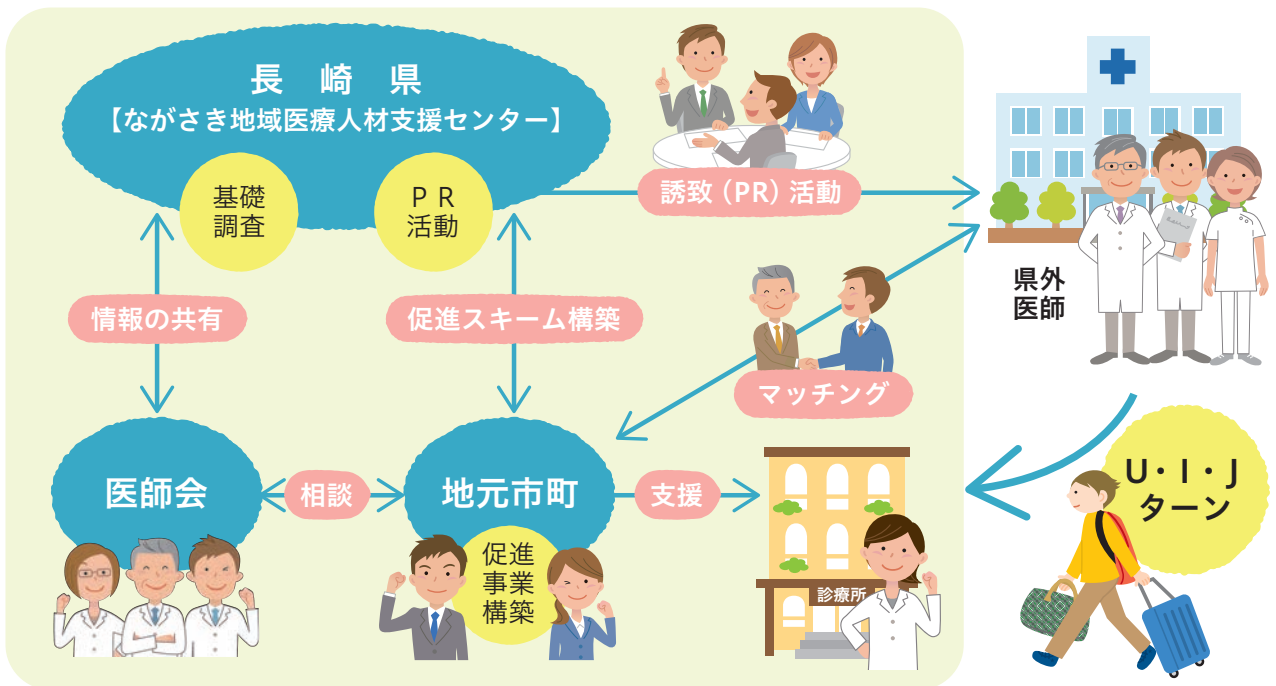 長 崎 県
【ながさき地域医療人材支援センター】
基礎
調査
PR
活動
誘致（PR）活動
県外
医師
情報の共有
促進スキーム構築
マッチング
医師会
相談
地元市町
支援
促進
事業
構築
診療所
U・I・J
ターン